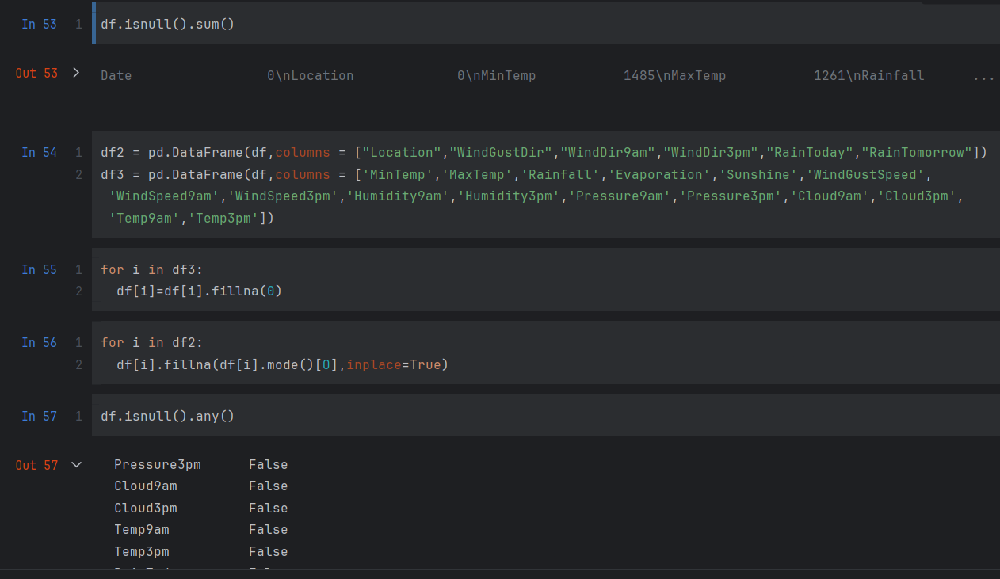 In 53 1 df.isnull().sum()
Out 53 Date 0\nLocation 0\nMinTemp 1485\nMaxTemp 1261\nRainfall ...
In 54 1 df2 = pd.DataFrame(df,columns = ["Location","WindGustDir","WindDir9am","WindDir3pm","RainToday","RainTomorrow"])
2 df3 = pd.DataFrame(df,columns = ['MinTemp','MaxTemp','Rainfall','Evaporation','Sunshine','WindGustSpeed',
'WindSpeed9am','WindSpeed3pm','Humidity9am','Humidity3pm','Pressure9am','Pressure3pm','Cloud9am','Cloud3pm',
'Temp9am','Temp3pm'])
In 55 1 for i in df3:
2 df[i]=df[i].fillna(0)
In 56 1 for i in df2:
2 df[i].fillna(df[i].mode()[0],inplace=True)
In 57 1 df.isnull().any()
Out 57 Pressure3pm False
Cloud9am False
Cloud3pm False
Temp9am False
Temp3pm False